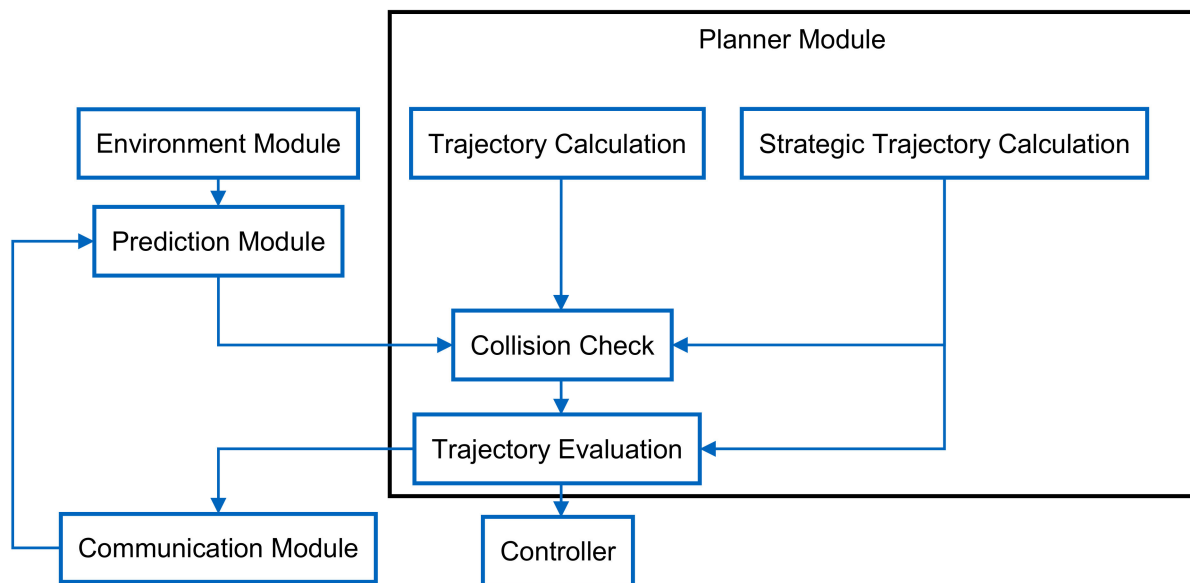 Planner Module
Environment Module
Trajectory Calculation
Strategic Trajectory Calculation
Prediction Module
Collision Check
Trajectory Evaluation
Communication Module
Controller